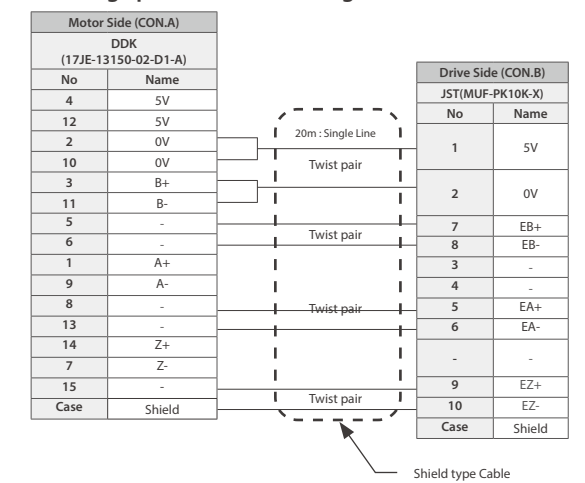 Motor Side (CON.A)
DDK
(17JE-13150-02-D1-A)
No Name
4 5V
12 5V
2 0V
10 0V
3 B+
11 B-
5 -
6 -
1 A+
9 A-
8 -
13 -
14 Z+
7 Z-
15 -
Case Shield
20m : Single Line
Twist pair
Twist pair
Twist pair
Twist pair
Drive Side (CON.B)
JST(MUF-PK10K-X)
No Name
1 5V
2 0V
7 EB+
8 EB-
3 -
4 -
5 EA+
6 EA-
- -
9 EZ+
10 EZ-
Case Shield
Shield type Cable